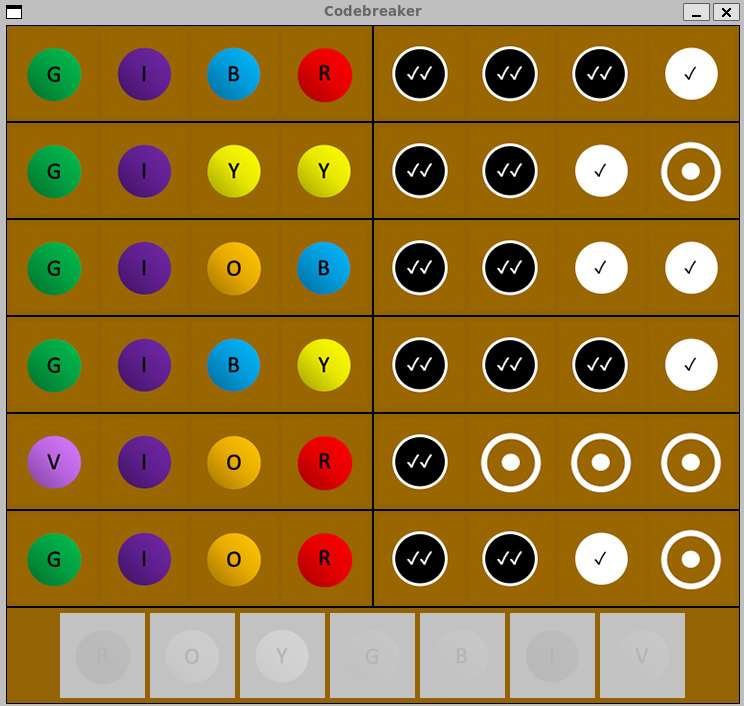 Codebreaker
G I B R ✓✓ ✓✓ ✓✓ ✓
G I Y Y ✓✓ ✓✓ ✓
G I O B ✓✓ ✓✓ ✓ ✓
G I B Y ✓✓ ✓✓ ✓✓ ✓
V I O R ✓✓
G I O R ✓✓ ✓✓ ✓
R O Y G B I V